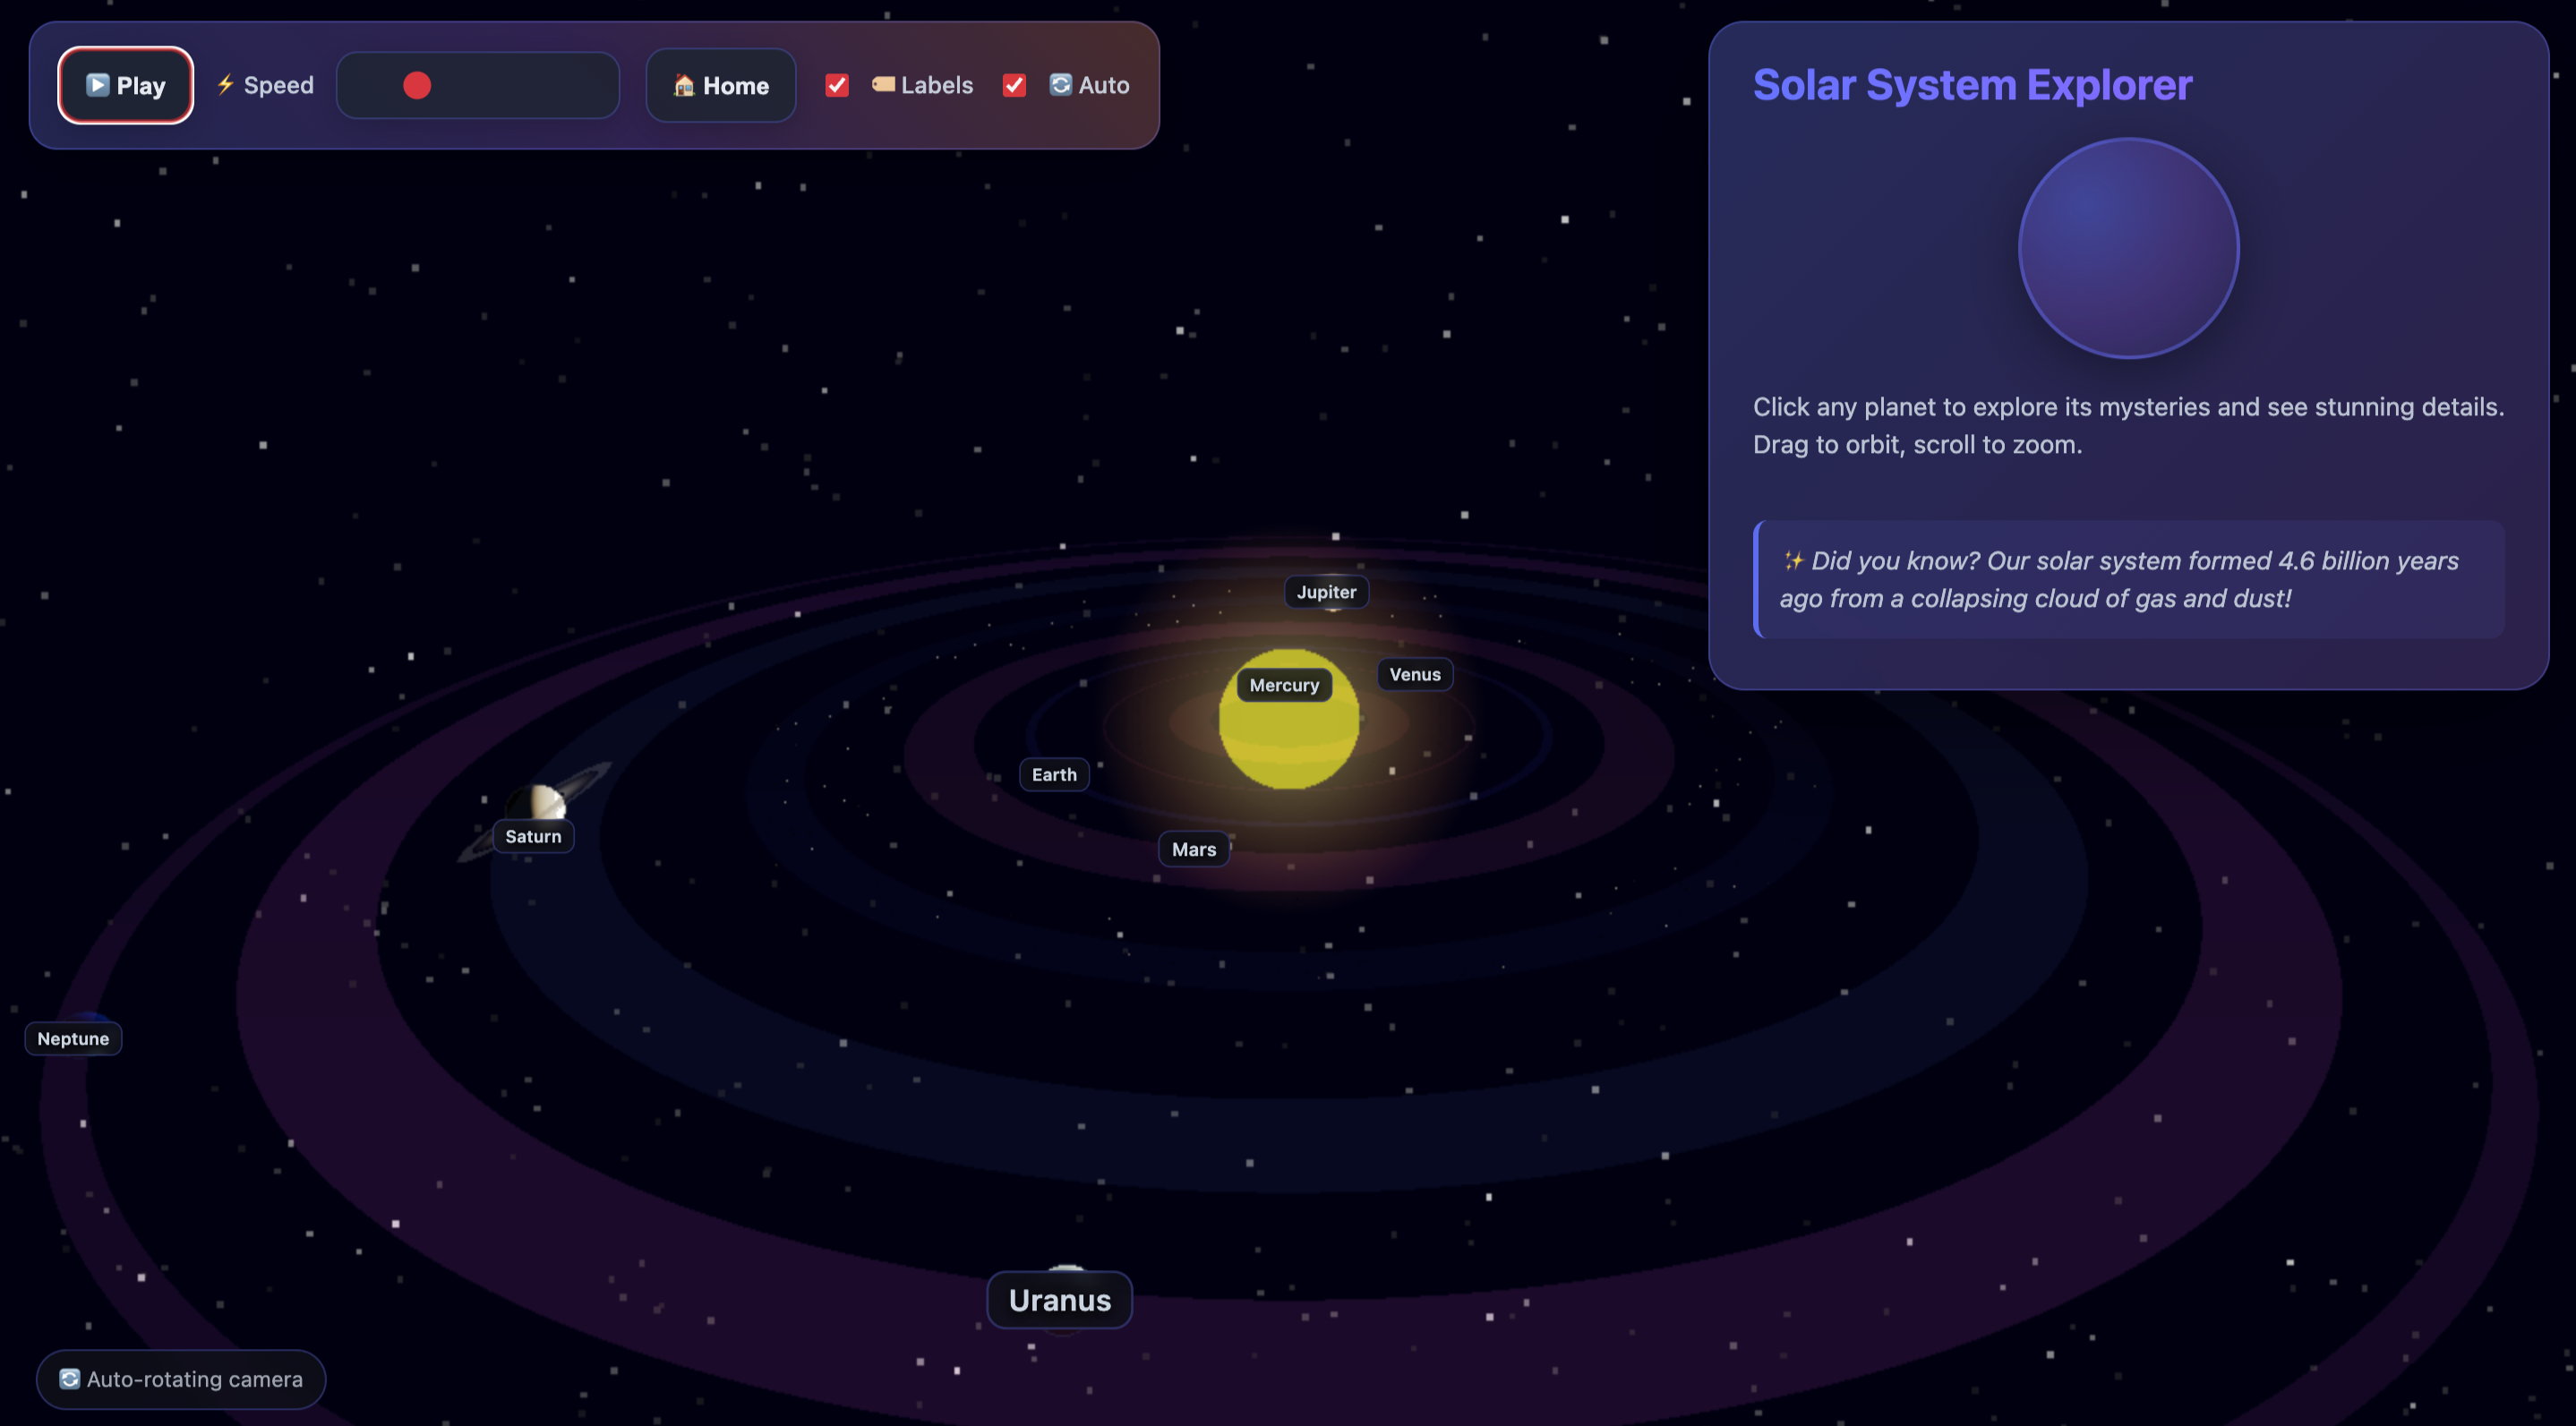 Play
Speed
Home
Labels
Auto
Solar System Explorer
Click any planet to explore its mysteries and see stunning details.
Drag to orbit, scroll to zoom.
✨ Did you know? Our solar system formed 4.6 billion years
ago from a collapsing cloud of gas and dust!
Jupiter
Venus
Mercury
Earth
Saturn
Mars
Neptune
Uranus
Auto-rotating camera